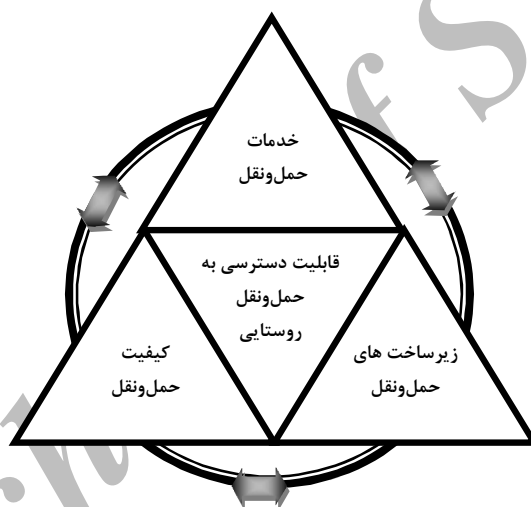 خدمات
حمل‌ونقل
قابلیت دسترسی به
حمل‌ونقل
روستایی
زیرساخت های
حمل‌ونقل
کیفیت
حمل‌ونقل